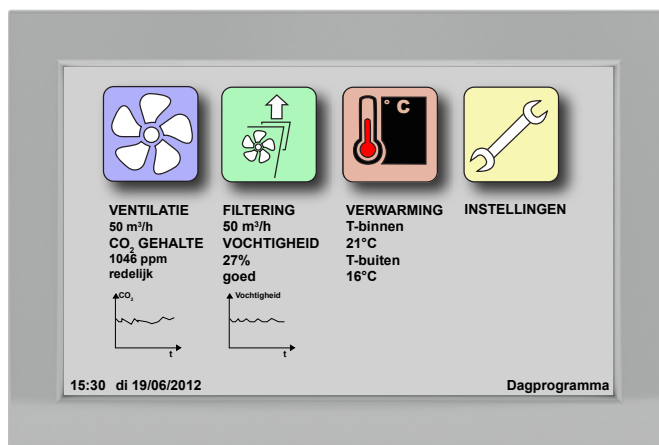 ° C
VENTILATIE
50 m³/h
CO₂ GEHALTE
1046 ppm
redelijk
CO₂
t
FILTERING
50 m³/h
VOCHTIGHEID
27%
goed
Vochtigheid
t
VERWARMING
T-binnen
21°C
T-buiten
16°C
INSTELLINGEN
15:30 di 19/06/2012
Dagprogramma